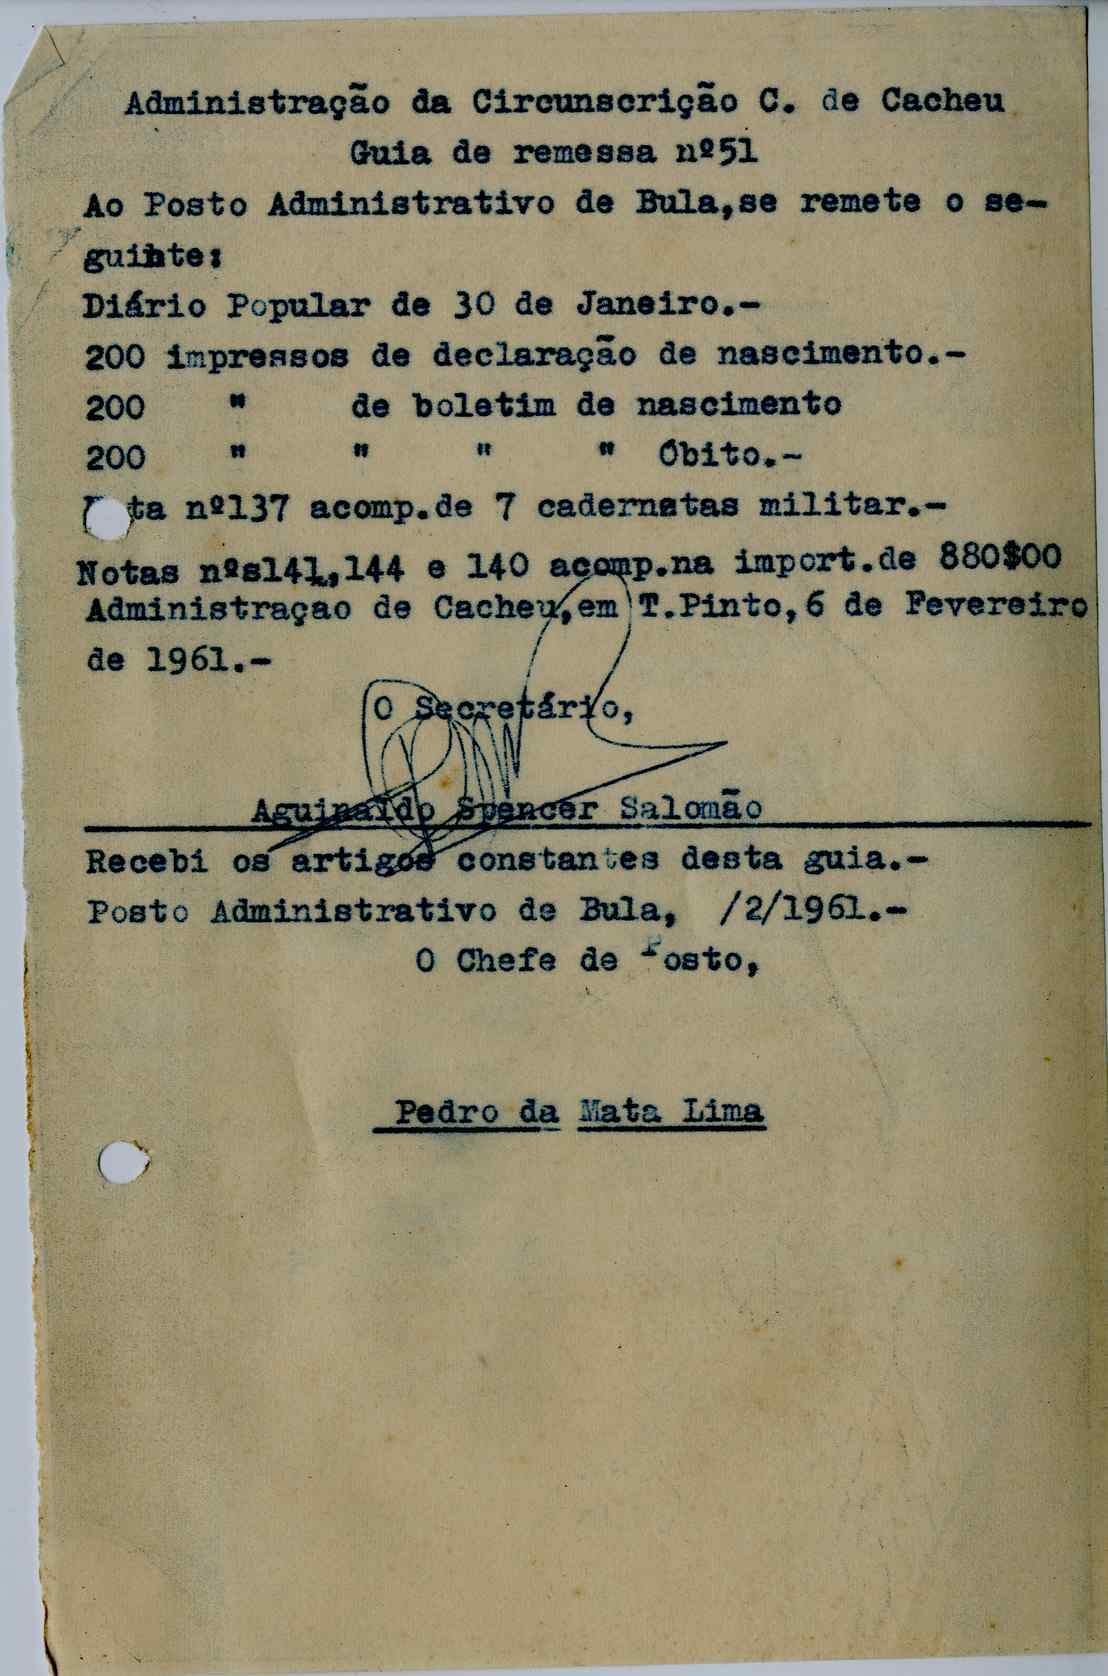 Administração da Circunscrição C. de Cacheu
Guia de remessa nº51
Ao Posto Administrativo de Bula,se remete o se-
guinte:
Diário Popular de 30 de Janeiro.-
200 impressos de declaração de nascimento.-
200 " de boletim de nascimento
200 " " " " Óbito.-
nº137 acomp.de 7 cadernetas militar.-
Notas nºs141,144 e 140 acomp.na import.de 880$00
Administraçao de Cacheu,em T.Pinto,6 de Fevereiro
de 1961.-
O Secretário,
Aguinaldo Spencer Salomão
Recebi os artigos constantes desta guia.-
Posto Administrativo de Bula, /2/1961.-
O Chefe de Posto,
Pedro da Mata Lima